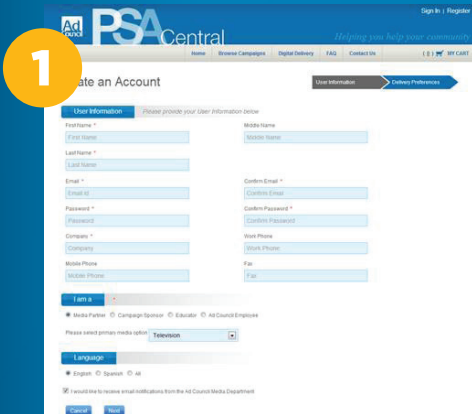 1
Sign In | Register
Ad Council PSA Central
Helping you help your community
Home Browse Campaigns Digital Delivery FAQ Contact Us ( 0 ) MY CART
ate an Account
User Information Delivery Preferences
User Information Please provide your User Information below
First Name * Middle Name
First Name Middle Name
Last Name *
Last Name
Email * Confirm Email *
Email Id Confirm Email
Password * Confirm Password *
Password Confirm Password
Company * Work Phone
Company Work Phone
Mobile Phone Fax
Mobile Phone Fax
I am a *
Media Partner Campaign Sponsor Educator Ad Council Employee
Please select primary media option Television
Language
English Spanish All
I would like to receive email notifications from the Ad Council Media Department
Cancel Next